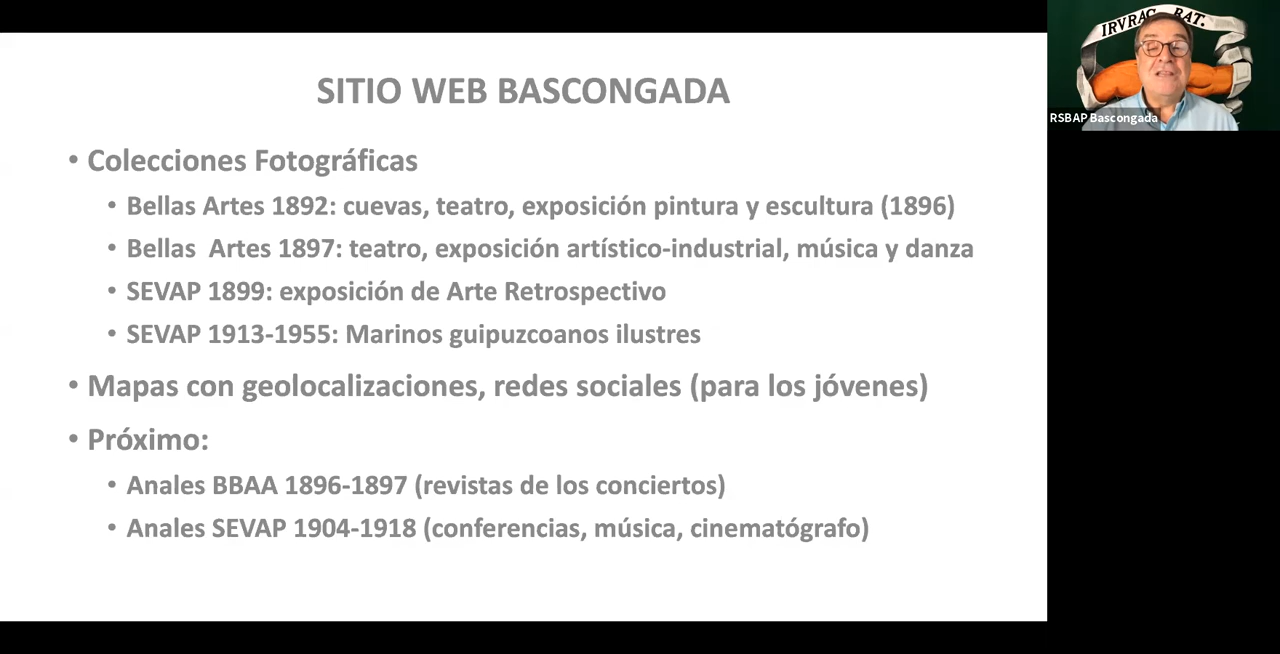 SITIO WEB BASCONGADA
• Colecciones Fotográficas
• Bellas Artes 1892: cuevas, teatro, exposición pintura y escultura (1896)
• Bellas  Artes 1897: teatro, exposición artístico-industrial, música y danza
• SEVAP 1899: exposición de Arte Retrospectivo
• SEVAP 1913-1955: Marinos guipuzcoanos ilustres
• Mapas con geolocalizaciones, redes sociales (para los jóvenes)
• Próximo:
• Anales BBAA 1896-1897 (revistas de los conciertos)
• Anales SEVAP 1904-1918 (conferencias, música, cinematógrafo)
IRVRAC BAT.
RSBAP Bascongada